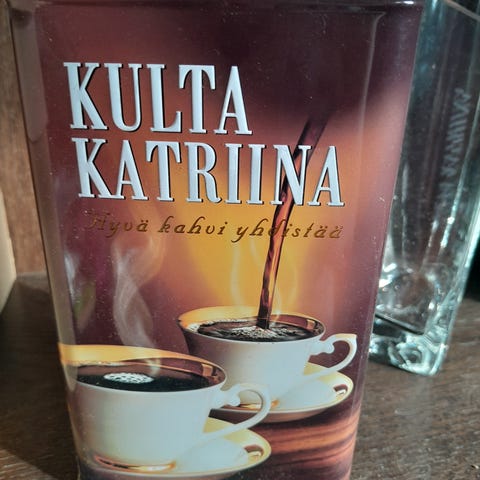 KULTA
KATRIINA
Hyvä kahvi yhdistää